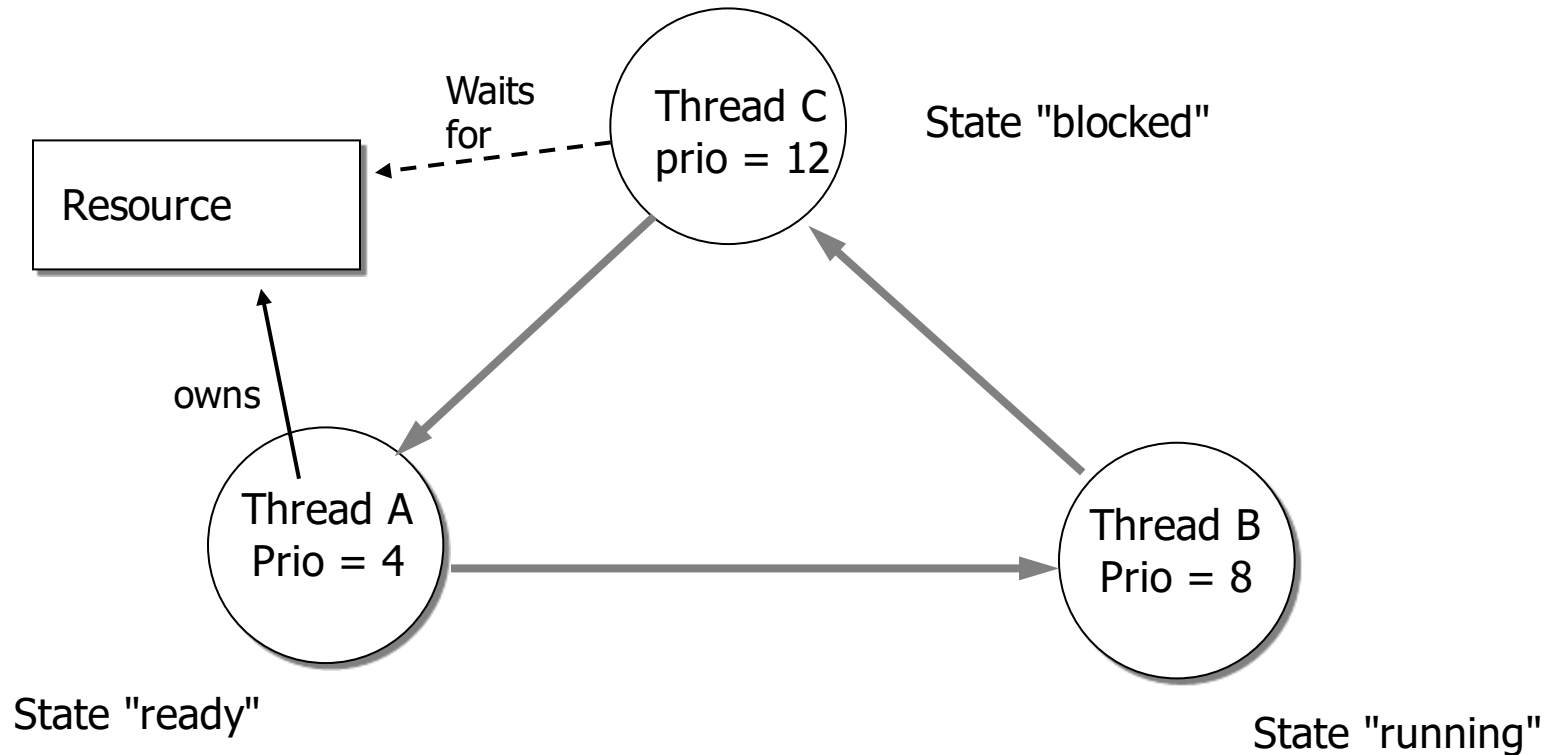 Waits
for
Thread C
prio = 12
State "blocked"
Resource
owns
Thread A
Prio = 4
Thread B
Prio = 8
State "ready"
State "running"